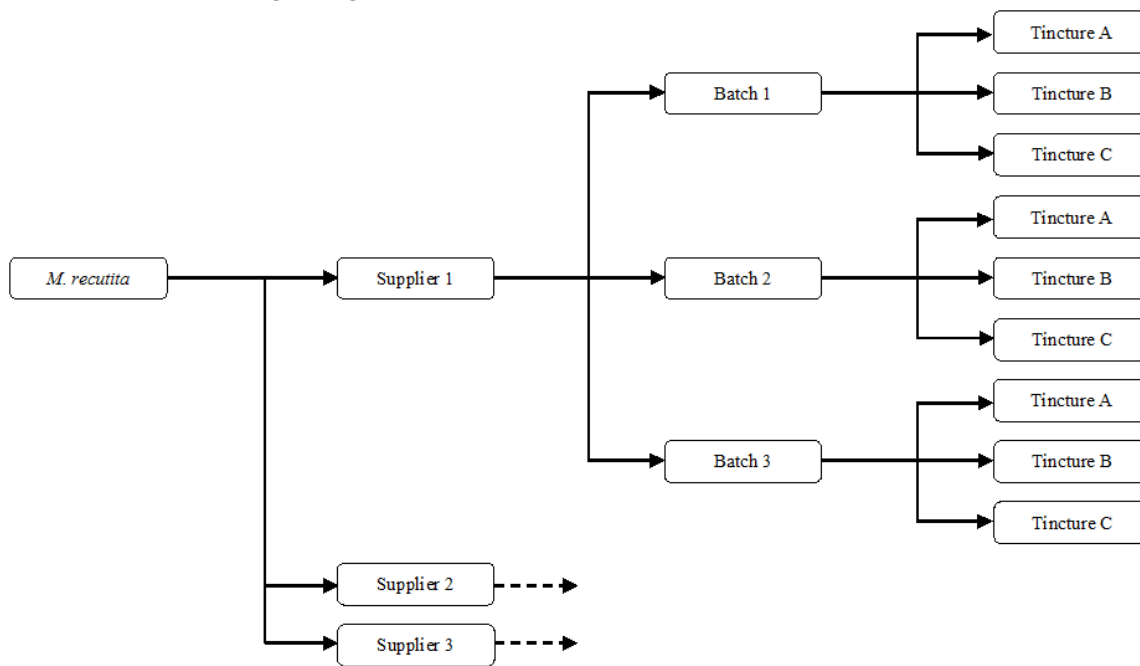 Tincture A
Batch 1
Tincture B
Tincture C
Tincture A
M. recutita
Supplier 1
Batch 2
Tincture B
Tincture C
Tincture A
Batch 3
Tincture B
Tincture C
Supplier 2
Supplier 3